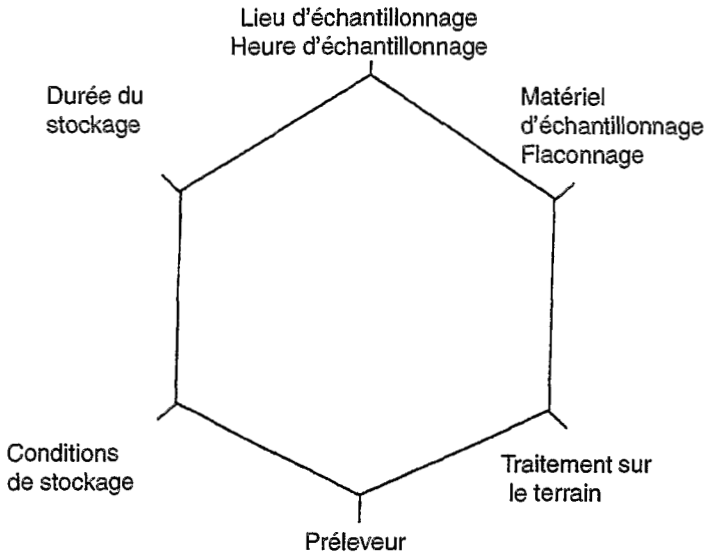 Lieu d'échantillonnage
Heure d'échantillonnage
Durée du
stockage
Matériel
d'échantillonnage
Flaconnage
Conditions
de stockage
Traitement sur
le terrain
Préleveur